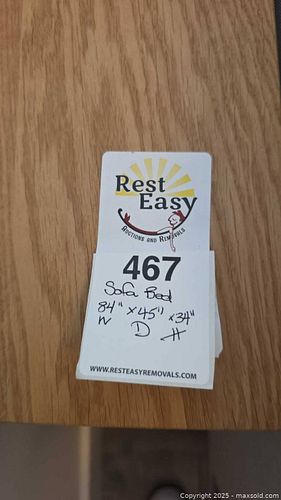 Rest
Easy
Auctions and Removals
467
Sofa Bed
84" x 45" x 34"
W D H
www.resteasyremovals.com
Copyright 2025 - maxsold.com